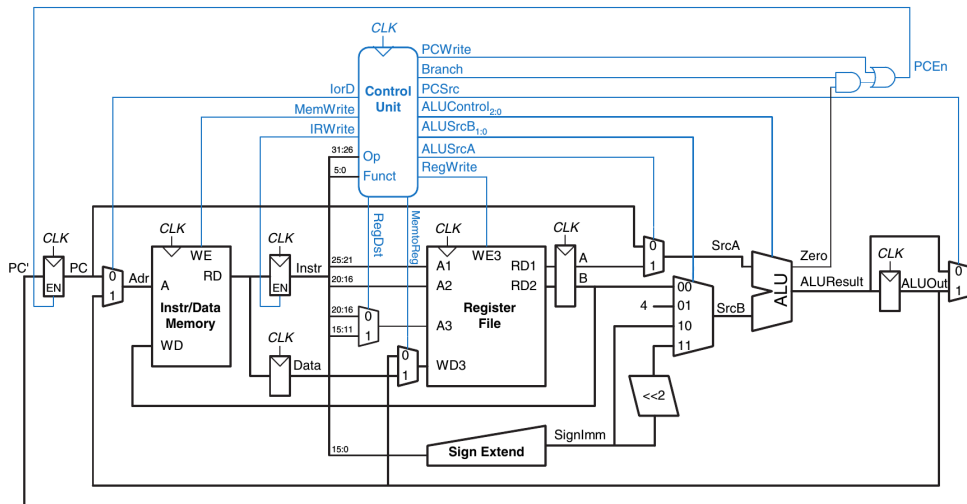 CLK
PCWrite
Branch
PCEn
IorD
Control
Unit
PCSrc
MemWrite
ALUControl2:0
IRWrite
ALUSrcB1:0
31:26
Op
ALUSrcA
5:0
Funct
RegWrite
RegDst
MemtoReg
CLK
CLK
CLK
CLK
CLK
PC'
PC
EN
0
1
Adr
WE
RD
A
Instr/Data
Memory
WD
EN
Instr
25:21
20:16
20:16
15:11
0
1
CLK
Data
0
1
A1
A2
A3
WD3
WE3
RD1
RD2
Register
File
A
B
0
1
SrcA
00
4
01
10
11
SrcB
ALU
Zero
ALUResult
CLK
ALUOut
0
1
<<2
SignImm
15:0
Sign Extend